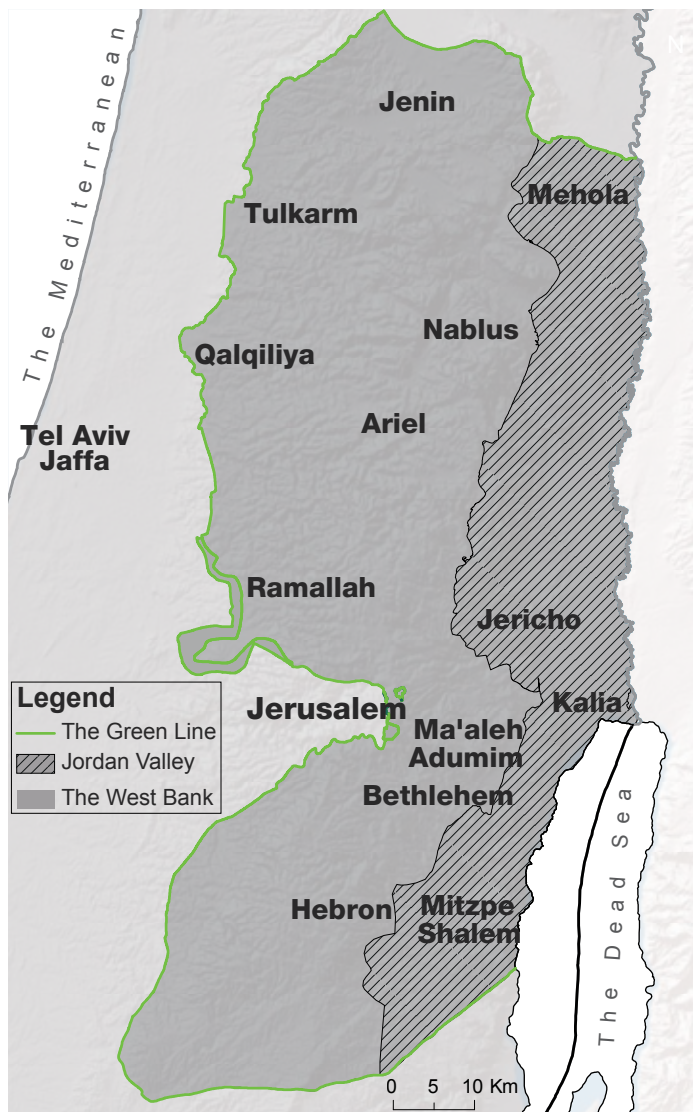 The Mediterranean
N
Jenin
Mehola
Tulkarm
Nablus
Qalqiliya
Ariel
Tel Aviv
Jaffa
Ramallah
Jericho
Legend
The Green Line
Jordan Valley
The West Bank
Jerusalem
Kalia
Ma'aleh
Adumim
Bethlehem
Hebron
Mitzpe
Shalem
The Dead Sea
0 5 10 Km